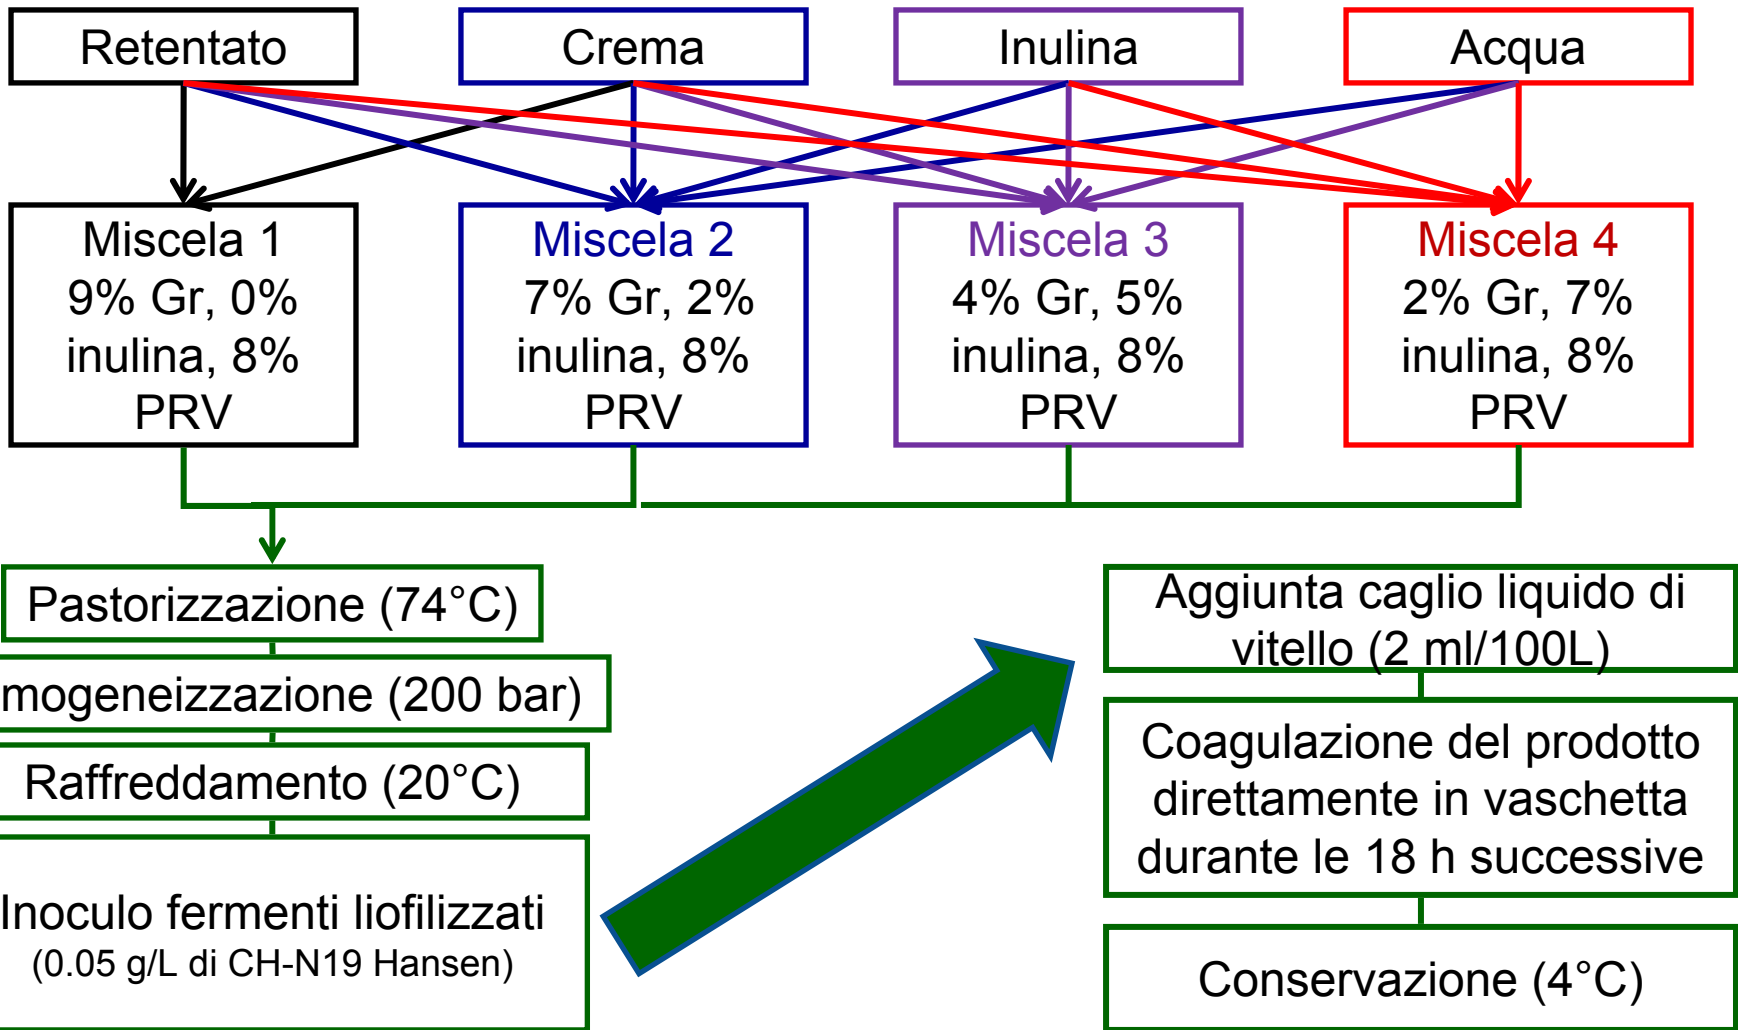 Retentato
Crema
Inulina
Acqua
Miscela 1
9% Gr, 0%
inulina, 8%
PRV
Miscela 2
7% Gr, 2%
inulina, 8%
PRV
Miscela 3
4% Gr, 5%
inulina, 8%
PRV
Miscela 4
2% Gr, 7%
inulina, 8%
PRV
Pastorizzazione (74°C)
mogeneizzazione (200 bar)
Raffreddamento (20°C)
Inoculo fermenti liofilizzati
(0.05 g/L di CH-N19 Hansen)
Aggiunta caglio liquido di
vitello (2 ml/100L)
Coagulazione del prodotto
direttamente in vaschetta
durante le 18 h successive
Conservazione (4°C)